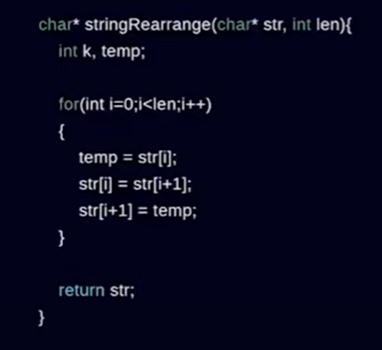 char* stringRearrange(char* str, int len){
int k, temp;
for(int i=0;i<len;i++)
{
temp = str[i];
str[i] = str[i+1];
str[i+1] = temp;
}
return str;
}